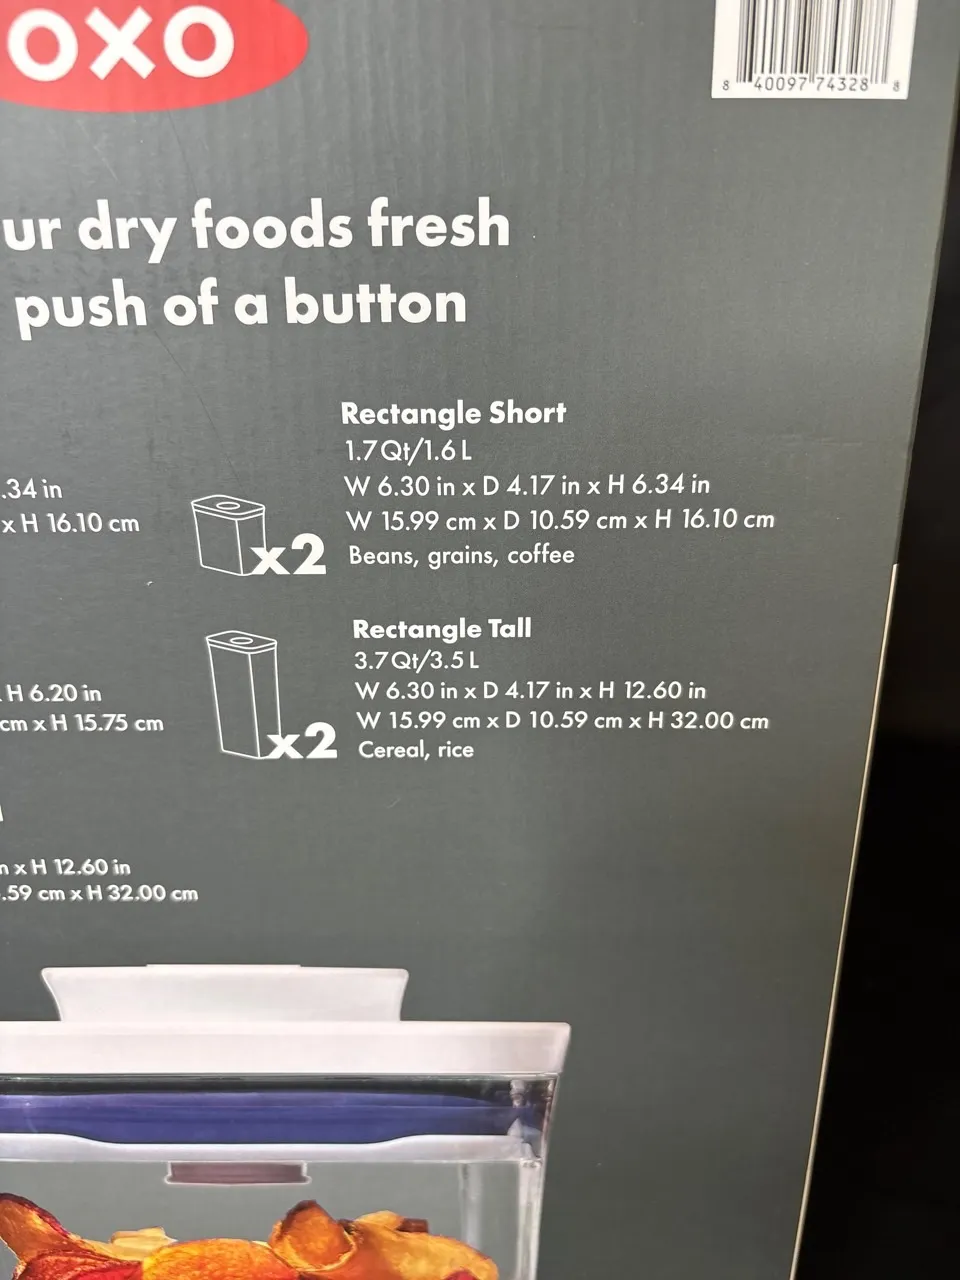 OXO
8 40097 74328 8
ur dry foods fresh
push of a button
.34 in
x H 16.10 cm
H 6.20 in
cm x H 15.75 cm
x H 12.60 in
.59 cm x H 32.00 cm
x2
Rectangle Short
1.7Qt/1.6 L
W 6.30 in x D 4.17 in x H 6.34 in
W 15.99 cm x D 10.59 cm x H 16.10 cm
Beans, grains, coffee
x2
Rectangle Tall
3.7Qt/3.5 L
W 6.30 in x D 4.17 in x H 12.60 in
W 15.99 cm x D 10.59 cm x H 32.00 cm
Cereal, rice